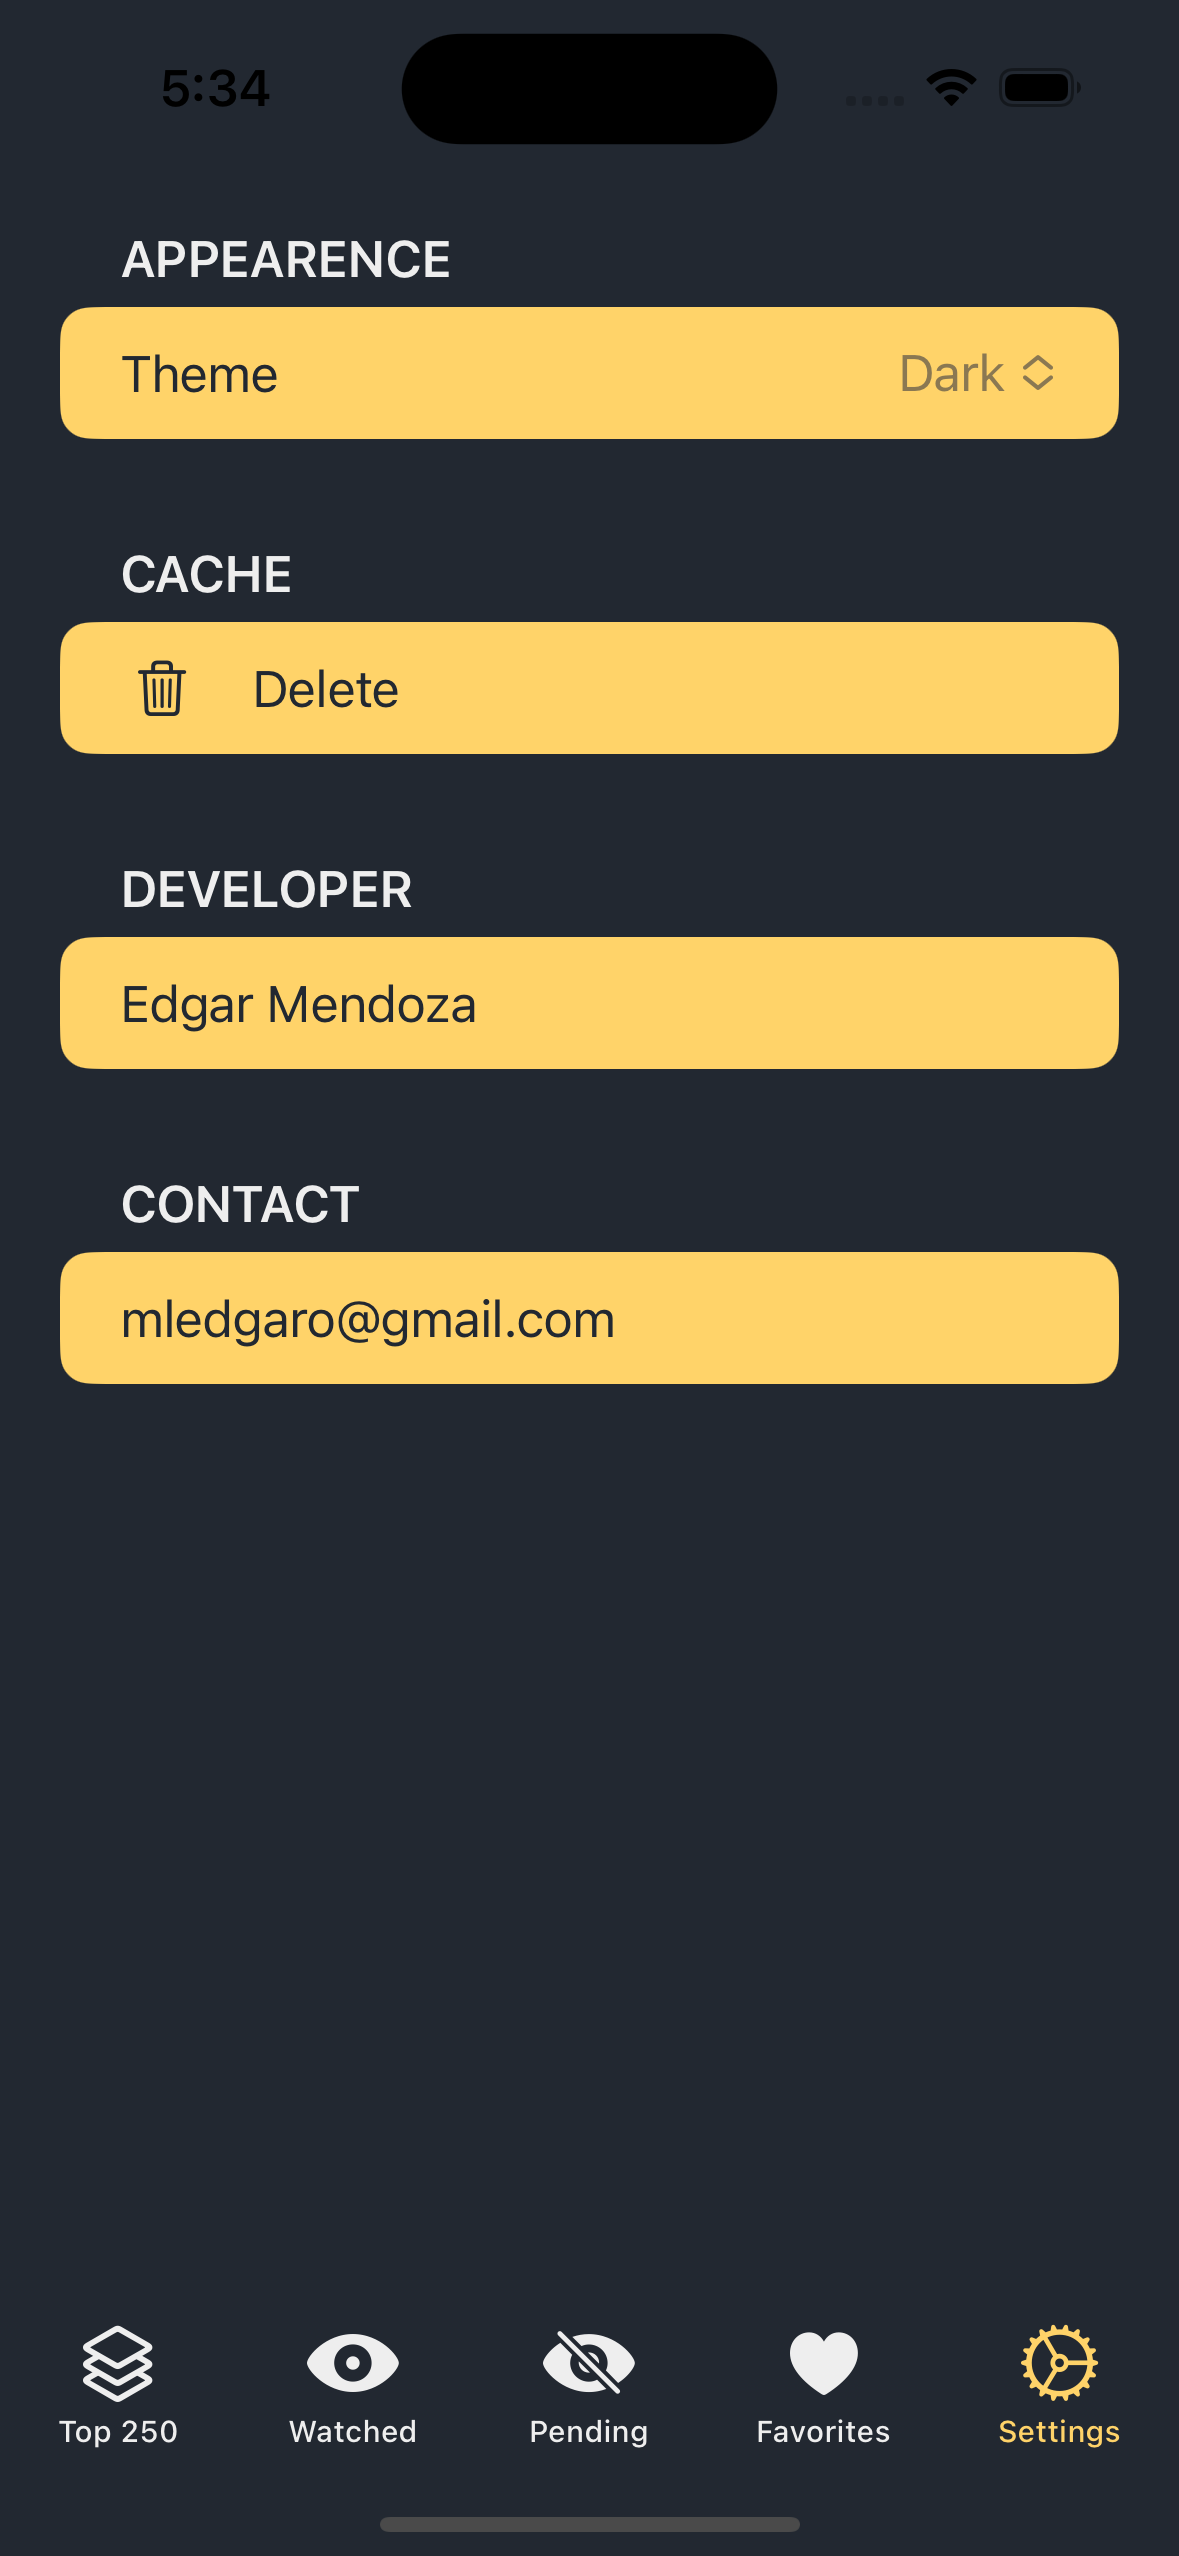 5:34
APPEARENCE
Theme Dark
CACHE
Delete
DEVELOPER
Edgar Mendoza
CONTACT
mledgaro@gmail.com
Top 250 Watched Pending Favorites Settings